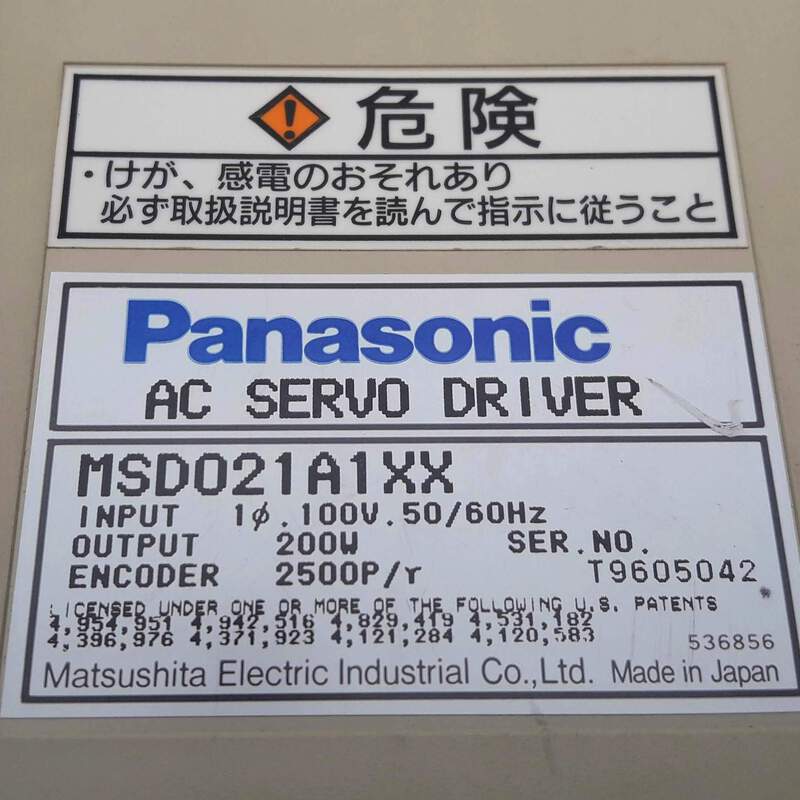 危険
・けが、感電のおそれあり
必ず取扱説明書を読んで指示に従うこと
Panasonic
AC SERVO DRIVER
MSD021A1XX
INPUT 1φ.100V.50/60Hz
OUTPUT 200W SER.NO.
ENCODER 2500P/r T9605042
LICENSED UNDER ONE OR MORE OF THE FOLLOWING U.S. PATENTS
4,954,951 4,942,516 4,829,419 4,531,182
4,396,976 4,371,923 4,121,284 4,120,583
536856
Matsushita Electric Industrial Co.,Ltd. Made in Japan